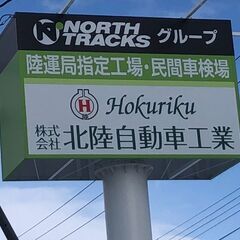 NORTH TRACKS グループ
陸運局指定工場・民間車検場
H Hokuriku
株式会社 北陸自動車工業